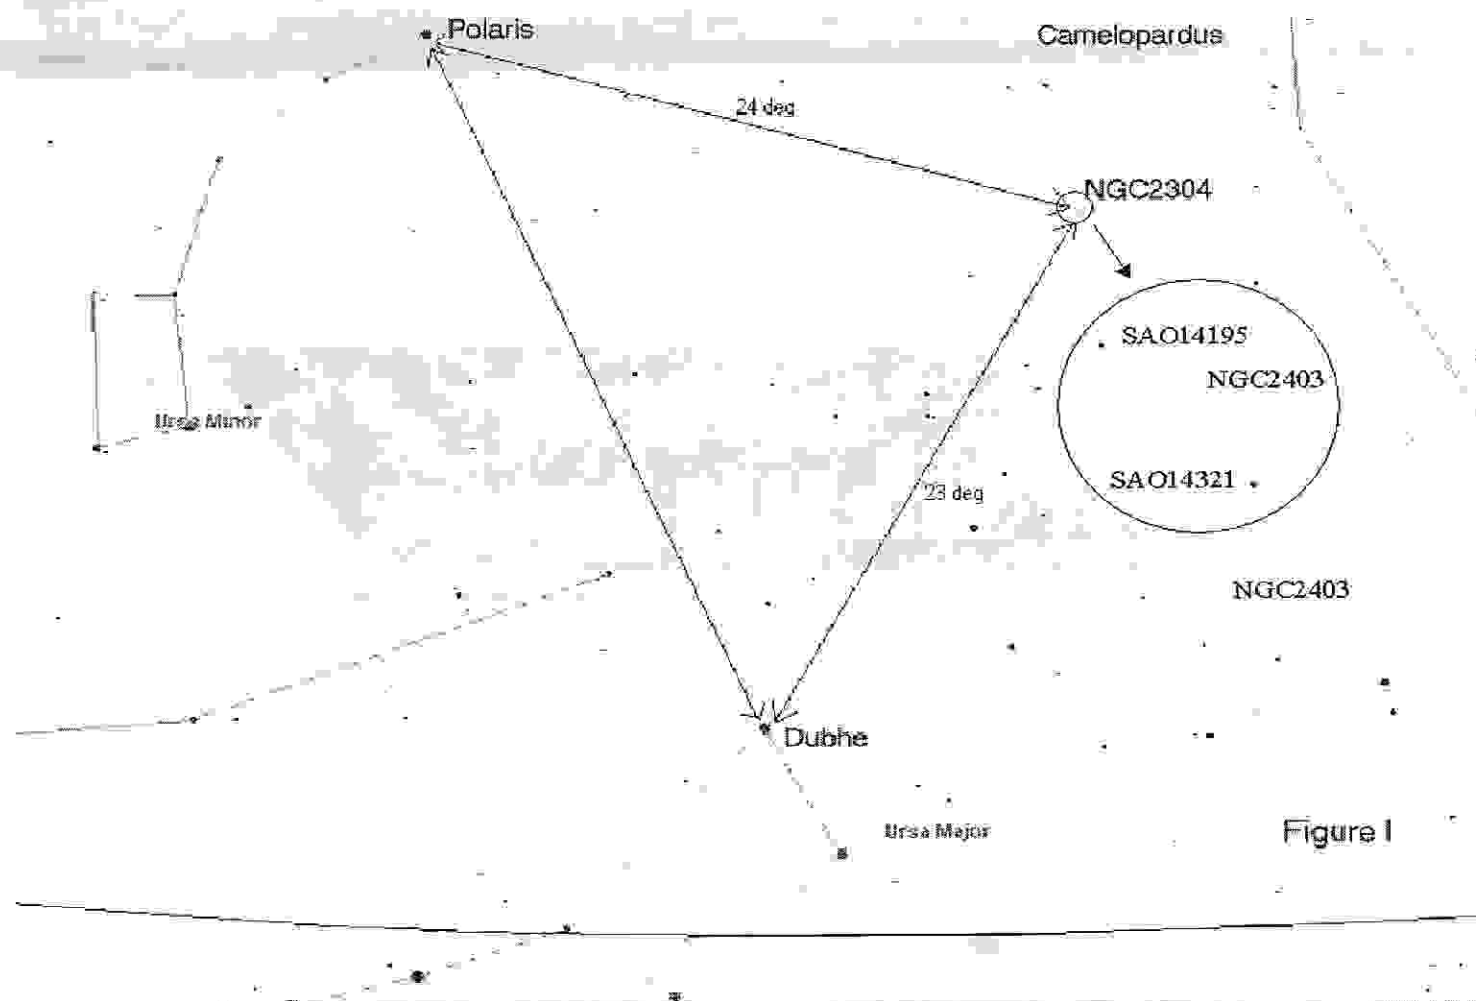 Polaris
Camelopardus
24 deg
NGC2304
SAO14195
NGC2403
Ursa Minor
SAO14321
23 deg
NGC2403
Dubhe
Ursa Major
Figure I